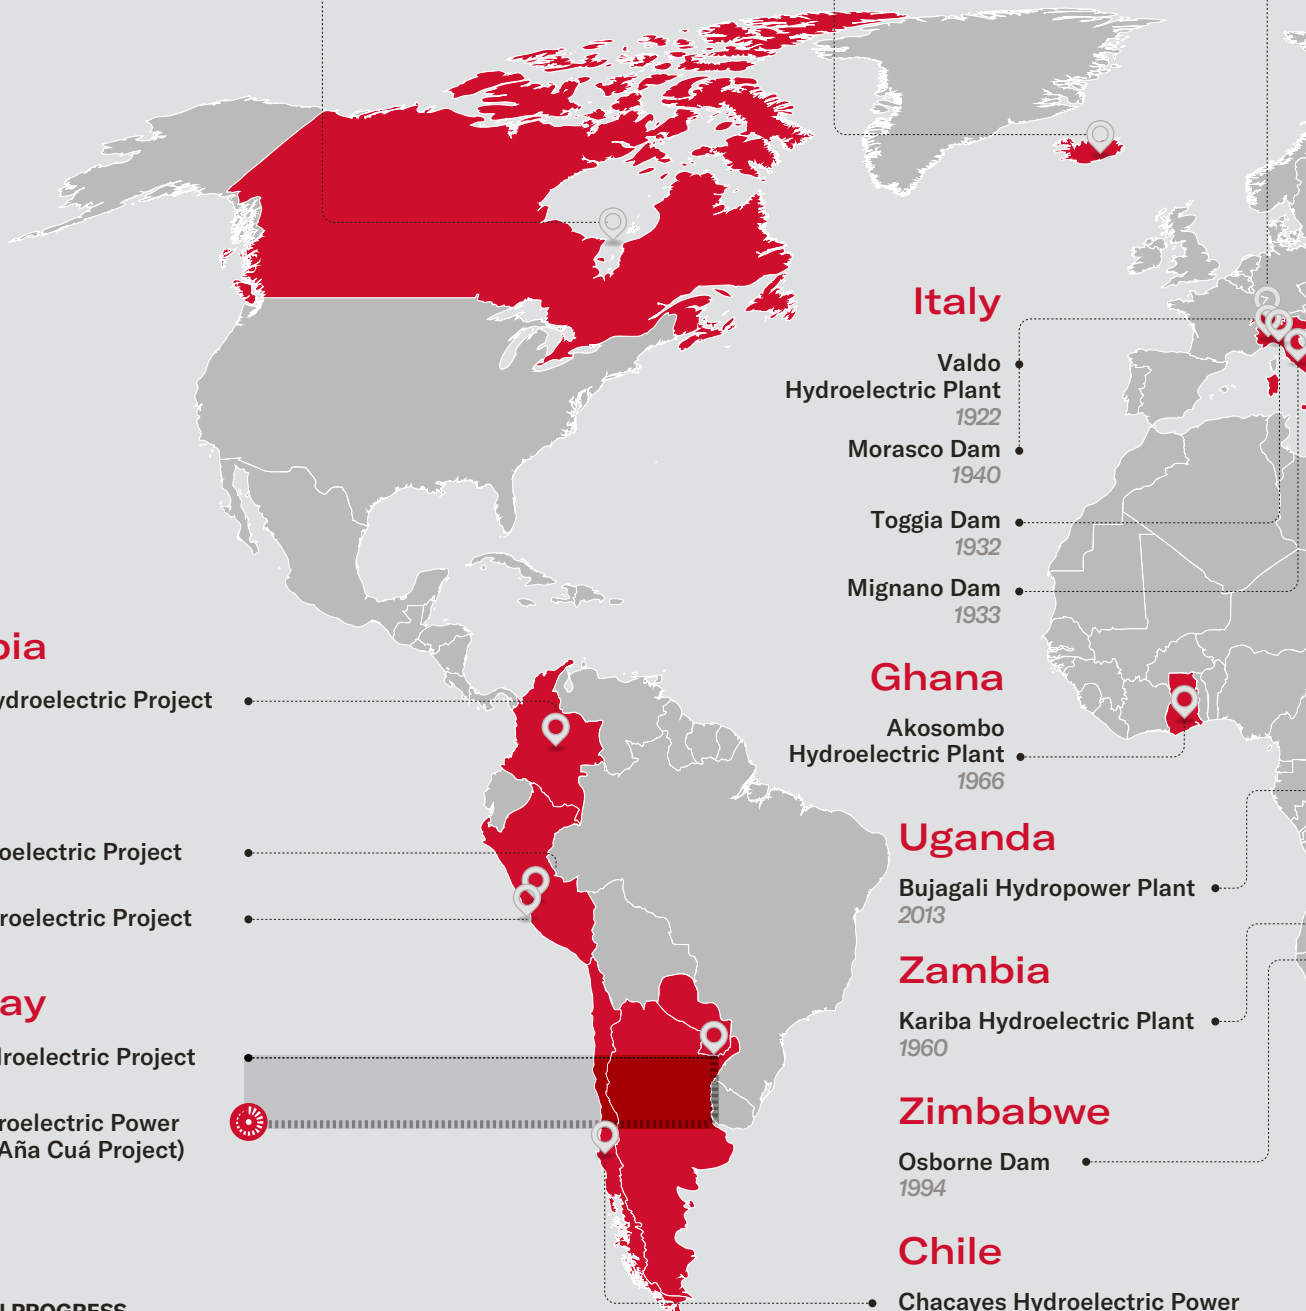 Italy
Valdo
Hydroelectric Plant
1922
Morasco Dam
1940
Toggia Dam
1932
Mignano Dam
1933
bia
ydroelectric Project
Ghana
Akosombo
Hydroelectric Plant
1966
oelectric Project
roelectric Project
Uganda
Bujagali Hydropower Plant
2013
Zambia
Kariba Hydroelectric Plant
1960
ay
droelectric Project
roelectric Power
Aña Cuá Project)
Zimbabwe
Osborne Dam
1994
Chile
Chacayes Hydroelectric Power
PROGRESS